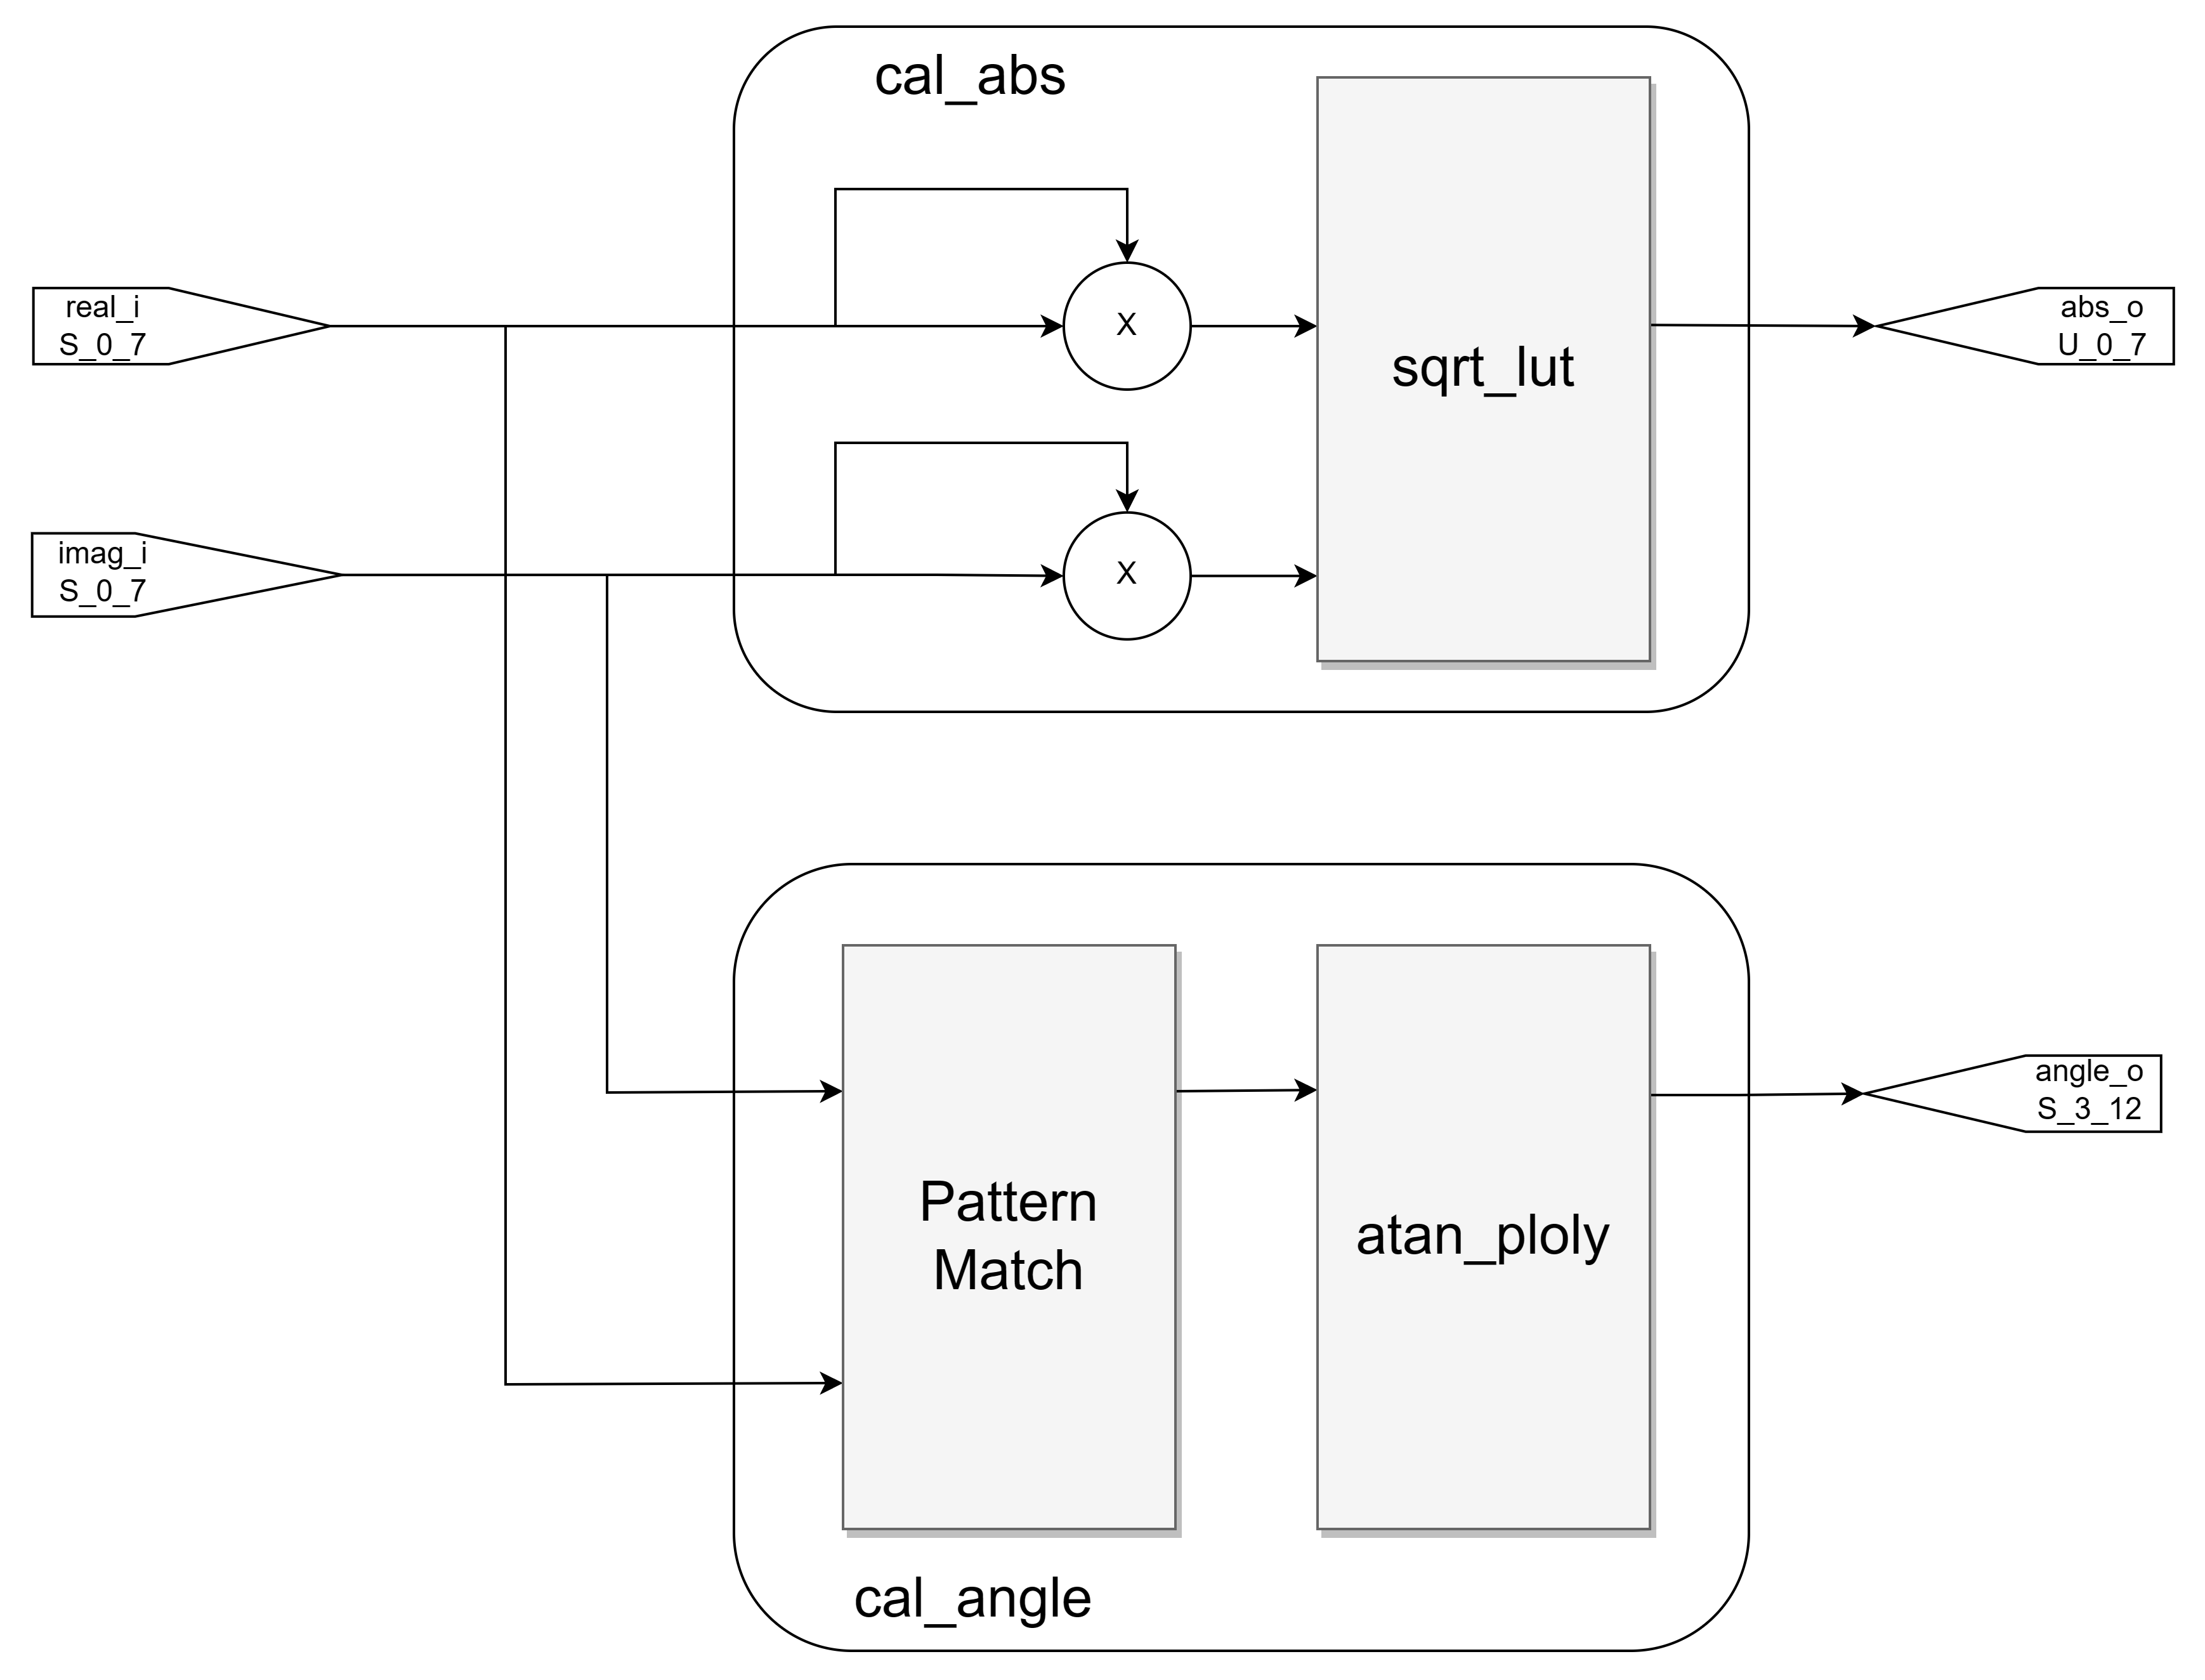 cal_abs
real_i
S_0_7
X
sqrt_lut
abs_o
U_0_7
imag_i
S_0_7
X
angle_o
S_3_12
Pattern
Match
atan_ploly
cal_angle